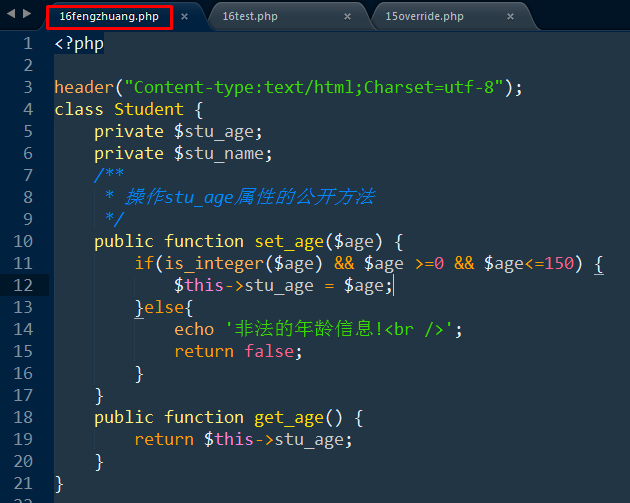 16fengzhuang.php × 16test.php × 15override.php ×
1 <?php
2
3 header("Content-type:text/html;Charset=utf-8");
4 class Student {
5     private $stu_age;
6     private $stu_name;
7     /**
8      * 操作stu_age属性的公开方法
9      */
10     public function set_age($age) {
11         if(is_integer($age) && $age >=0 && $age<=150) {
12             $this->stu_age = $age;
13         }else{
14             echo '非法的年龄信息!<br />';
15             return false;
16         }
17     }
18     public function get_age() {
19         return $this->stu_age;
20     }
21 }